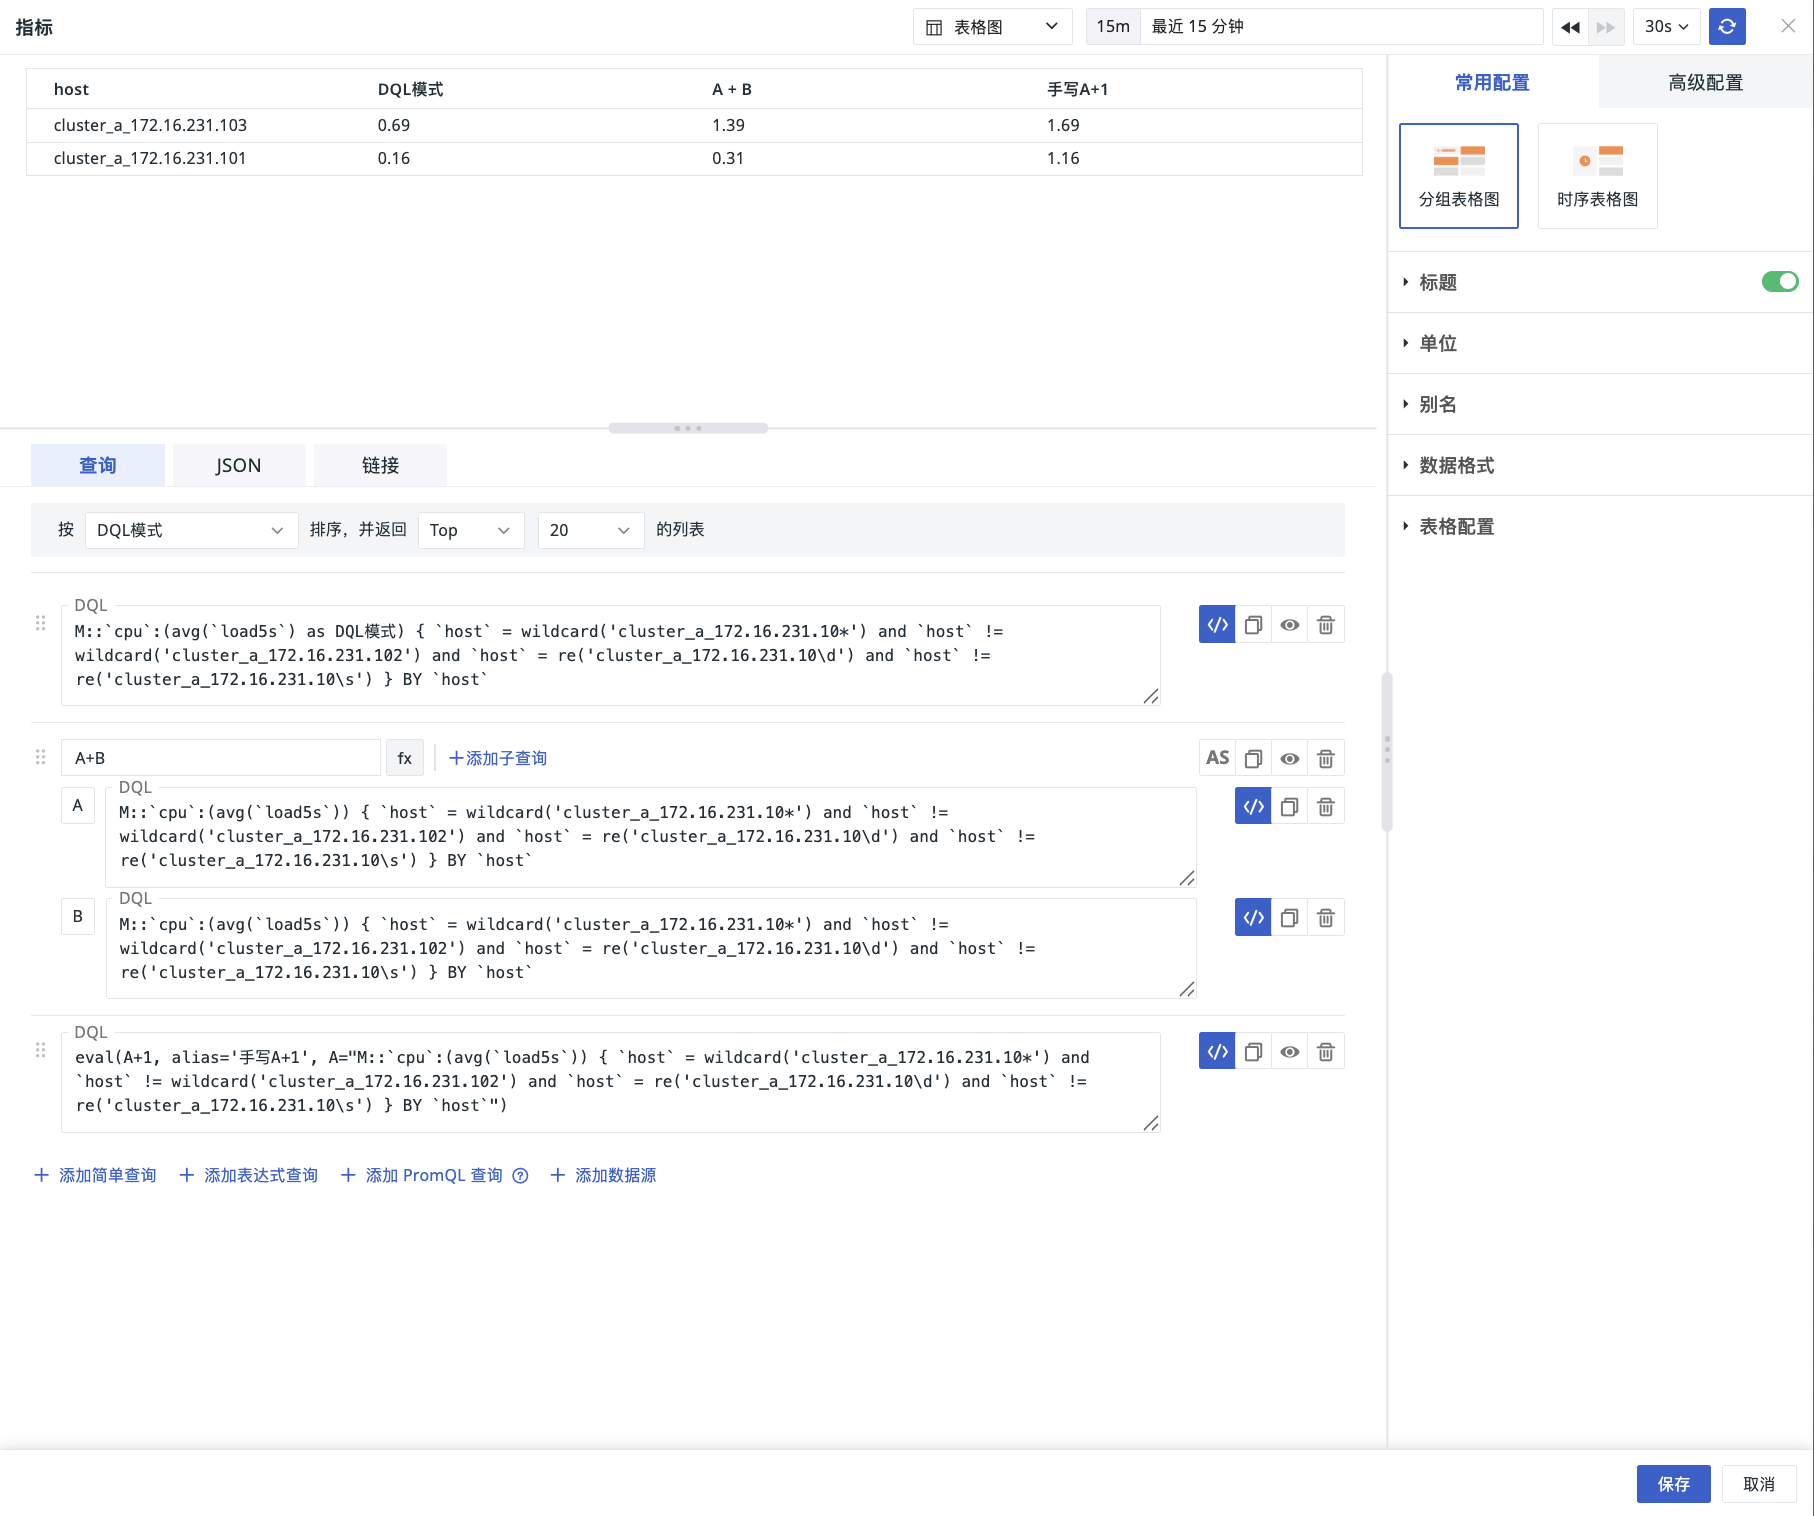 指标
表格图
15m 最近 15 分钟
30s
host DQL模式 A + B 手写A+1
cluster_a_172.16.231.103 0.69 1.39 1.69
cluster_a_172.16.231.101 0.16 0.31 1.16
常用配置 高级配置
分组表格图 时序表格图
标题
单位
别名
数据格式
表格配置
查询 JSON 链接
按 DQL模式 排序，并返回 Top 20 的列表
DQL
M::`cpu`:(avg(`load5s`) as DQL模式) { `host` = wildcard('cluster_a_172.16.231.10*') and `host` !=
wildcard('cluster_a_172.16.231.102') and `host` = re('cluster_a_172.16.231.10\d') and `host` !=
re('cluster_a_172.16.231.10\s') } BY `host`
A+B fx 添加子查询 AS
DQL
A
M::`cpu`:(avg(`load5s`)) { `host` = wildcard('cluster_a_172.16.231.10*') and `host` !=
wildcard('cluster_a_172.16.231.102') and `host` = re('cluster_a_172.16.231.10\d') and `host` !=
re('cluster_a_172.16.231.10\s') } BY `host`
DQL
B
M::`cpu`:(avg(`load5s`)) { `host` = wildcard('cluster_a_172.16.231.10*') and `host` !=
wildcard('cluster_a_172.16.231.102') and `host` = re('cluster_a_172.16.231.10\d') and `host` !=
re('cluster_a_172.16.231.10\s') } BY `host`
DQL
eval(A+1, alias='手写A+1', A="M::`cpu`:(avg(`load5s`)) { `host` = wildcard('cluster_a_172.16.231.10*') and
`host` != wildcard('cluster_a_172.16.231.102') and `host` = re('cluster_a_172.16.231.10\d') and `host` !=
re('cluster_a_172.16.231.10\s') } BY `host`")
添加简单查询 添加表达式查询 添加 PromQL 查询 添加数据源
保存 取消